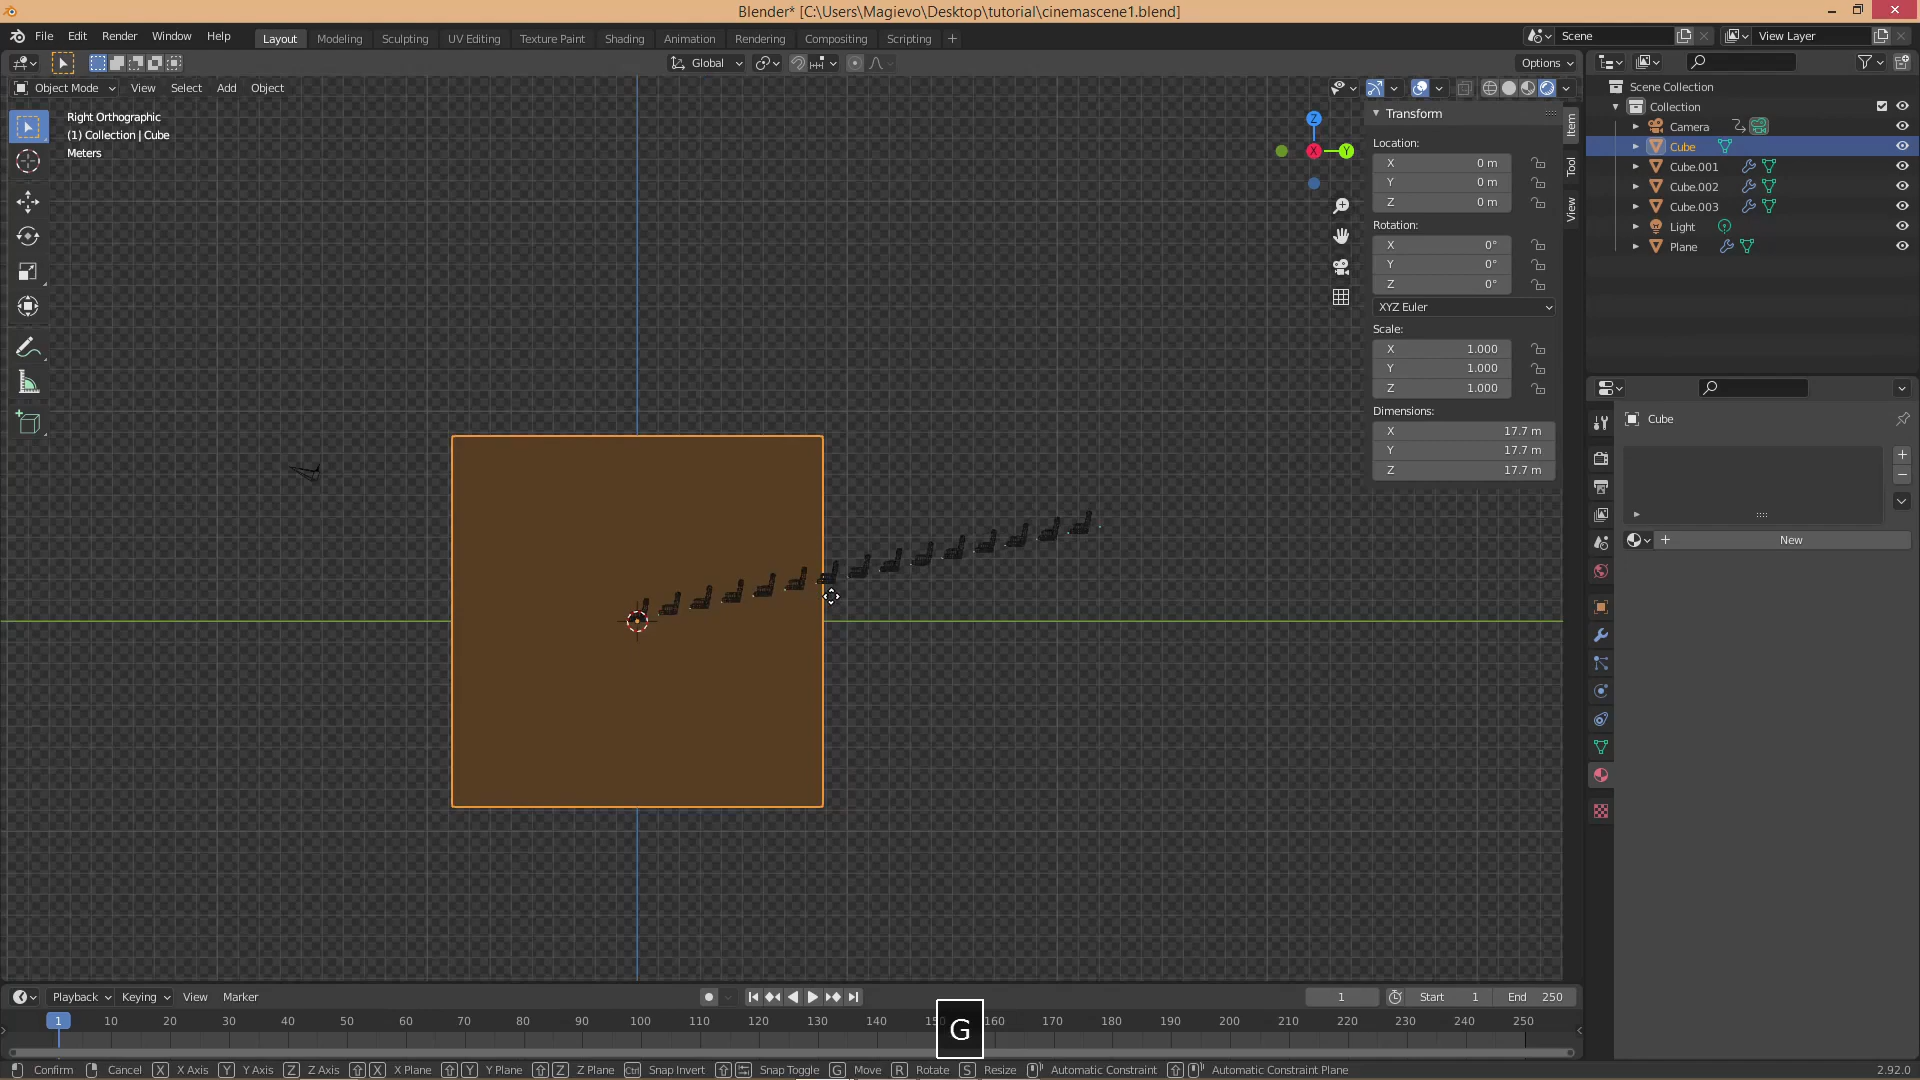 Blender* [C:\Users\Magievo\Desktop\tutorial\cinemascene1.blend]
File Edit Render Window Help
Layout Modeling Sculpting UV Editing Texture Paint Shading Animation Rendering Compositing Scripting +
Scene
View Layer
Global
Options
Object Mode View Select Add Object
Right Orthographic
(1) Collection | Cube
Meters
Z
X
Y
Transform
Location:
X 0 m
Y 0 m
Z 0 m
Rotation:
X 0°
Y 0°
Z 0°
XYZ Euler
Scale:
X 1.000
Y 1.000
Z 1.000
Dimensions:
X 17.7 m
Y 17.7 m
Z 17.7 m
Item
Tool
View
Scene Collection
Collection
Camera
Cube
Cube.001
Cube.002
Cube.003
Light
Plane
Cube
+ New
Playback Keying View Marker
1 Start 1 End 250
1 10 20 30 40 50 60 70 80 90 100 110 120 130 140 150 160 170 180 190 200 210 220 230 240 250
G
Confirm Cancel X X Axis Y Y Axis Z Z Axis X X Plane Y Y Plane Z Z Plane Ctrl Snap Invert Snap Toggle G Move R Rotate S Resize Automatic Constraint Automatic Constraint Plane 2.92.0